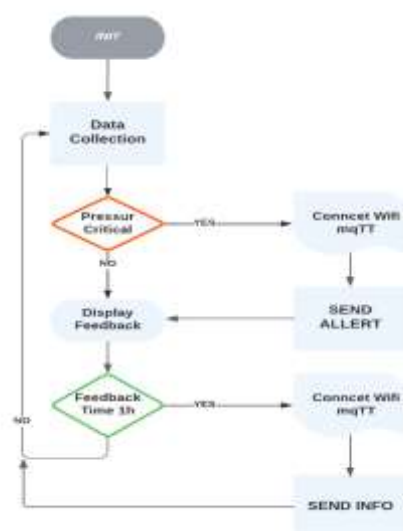 INIT
Data
Collection
Pressur
Critical
YES
Conncet Wifi
mqTT
NO
SEND
ALLERT
Display
Feedback
Feedback
Time 1h
YES
Conncet Wifi
mqTT
NO
SEND INFO